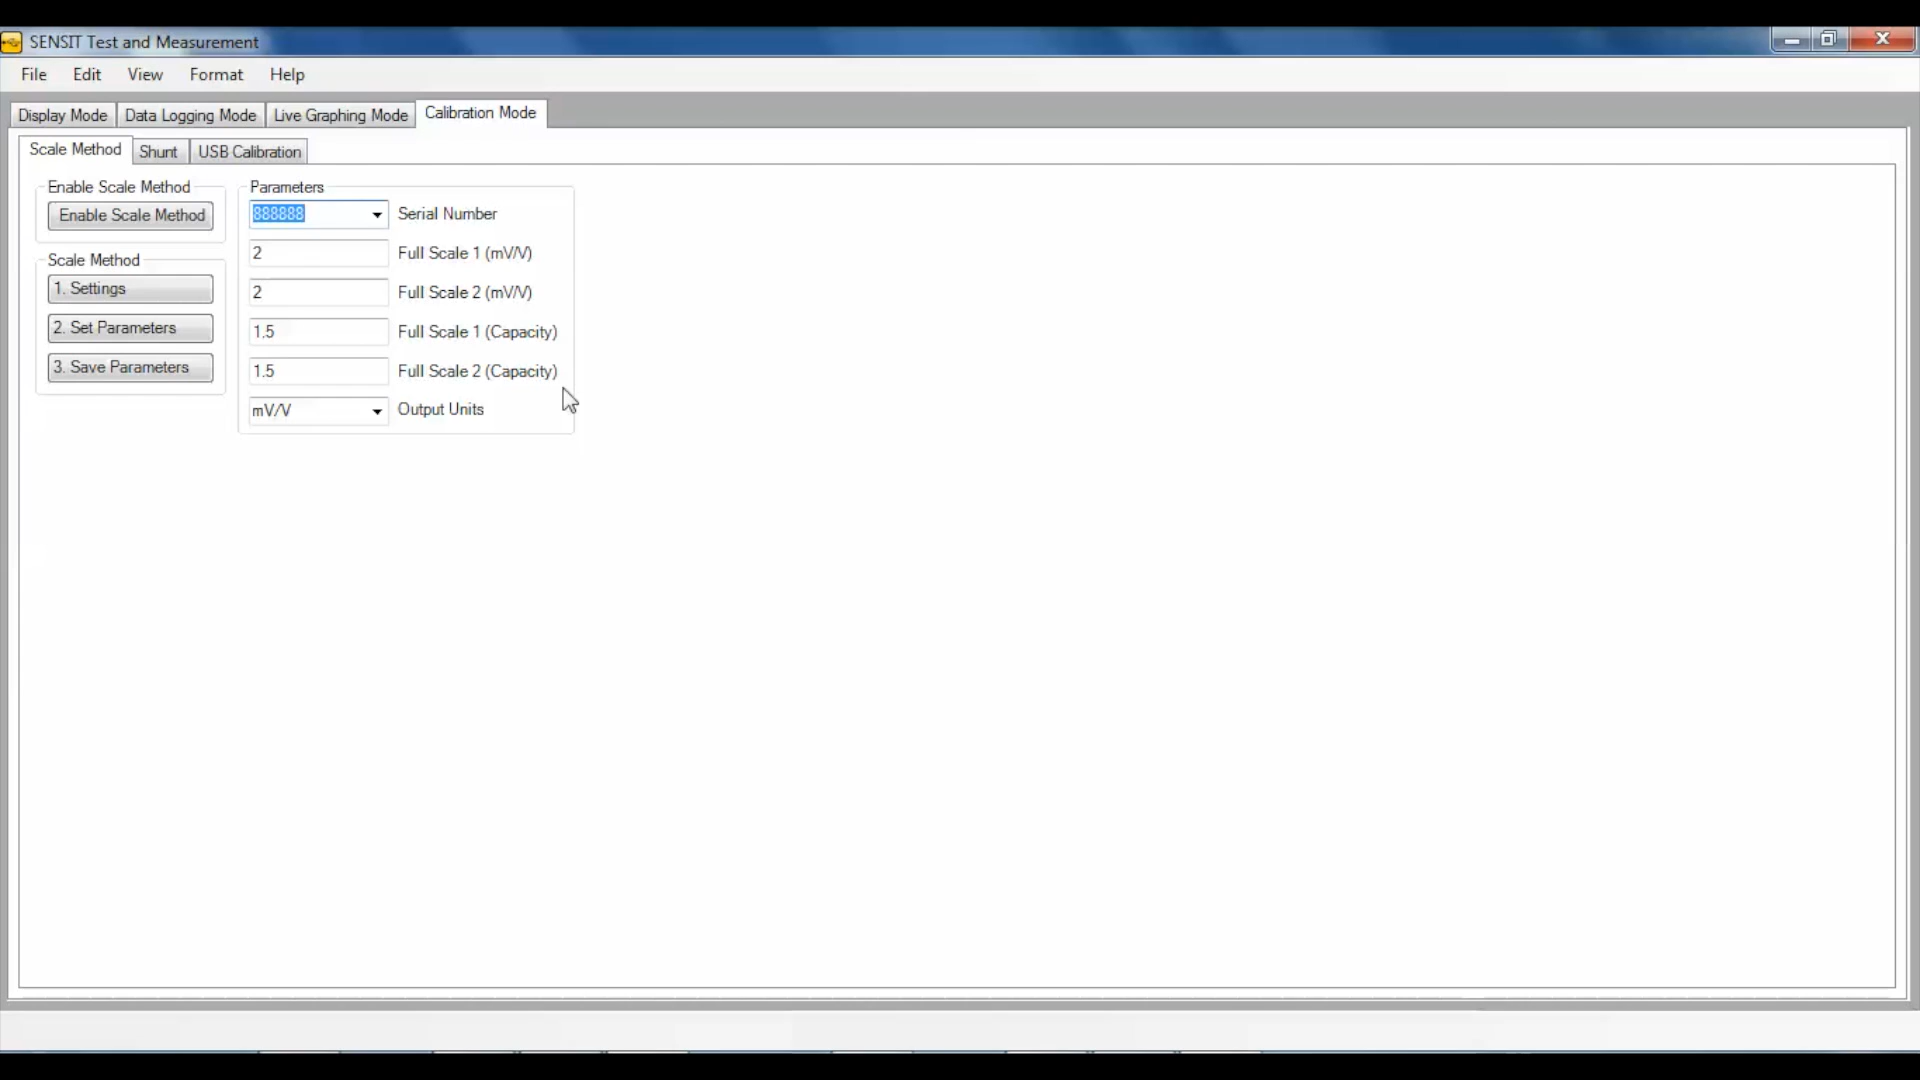 SENSIT Test and Measurement
File Edit View Format Help
Display Mode Data Logging Mode Live Graphing Mode Calibration Mode
Scale Method Shunt USB Calibration
Enable Scale Method
Enable Scale Method
Scale Method
1. Settings
2. Set Parameters
3. Save Parameters
Parameters
888888 Serial Number
2 Full Scale 1 (mV/V)
2 Full Scale 2 (mV/V)
1.5 Full Scale 1 (Capacity)
1.5 Full Scale 2 (Capacity)
mV/V Output Units